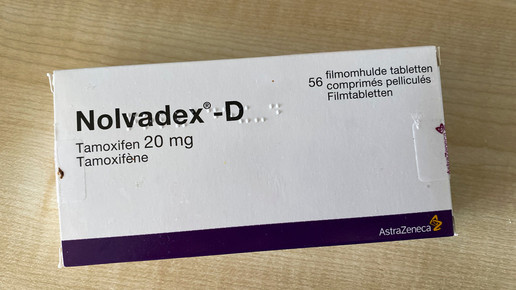 Nolvadex®-D
Tamoxifen 20 mg
Tamoxifène
56 filmomhulde tabletten
comprimés pelliculés
Filmtabletten
AstraZeneca